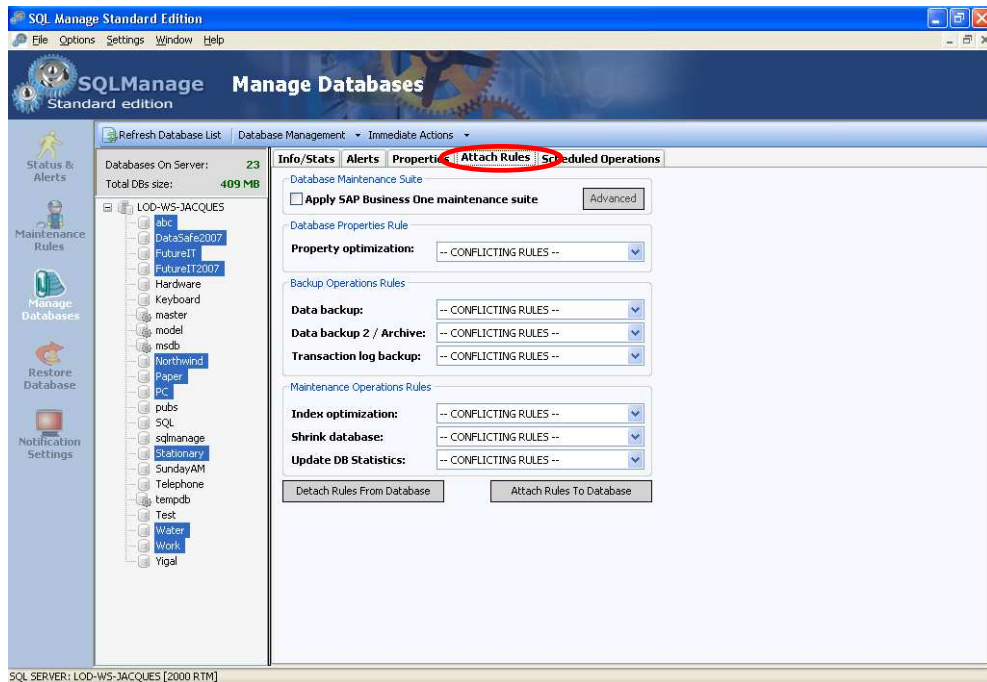 SQL Manage Standard Edition
File Options Settings Window Help
SQLManage
Standard edition
Manage Databases
Refresh Database List Database Management Immediate Actions
Status &
Alerts
Maintenance
Rules
Manage
Databases
Restore
Database
Notification
Settings
Databases On Server: 23
Total DBs size: 409 MB
LOD-WS-JACQUES
abc
DataSafe2007
FutureIT
FutureIT2007
Hardware
Keyboard
master
model
msdb
Northwind
Paper
PC
pubs
SQL
sqlmanage
Stationary
SundayAM
Telephone
tempdb
Test
Water
Work
Yigal
Info/Stats Alerts Properties Attach Rules Scheduled Operations
Database Maintenance Suite
Apply SAP Business One maintenance suite Advanced
Database Properties Rule
Property optimization: -- CONFLICTING RULES --
Backup Operations Rules
Data backup: -- CONFLICTING RULES --
Data backup 2 / Archive: -- CONFLICTING RULES --
Transaction log backup: -- CONFLICTING RULES --
Maintenance Operations Rules
Index optimization: -- CONFLICTING RULES --
Shrink database: -- CONFLICTING RULES --
Update DB Statistics: -- CONFLICTING RULES --
Detach Rules From Database Attach Rules To Database
SQL SERVER: LOD-WS-JACQUES [2000 RTM]